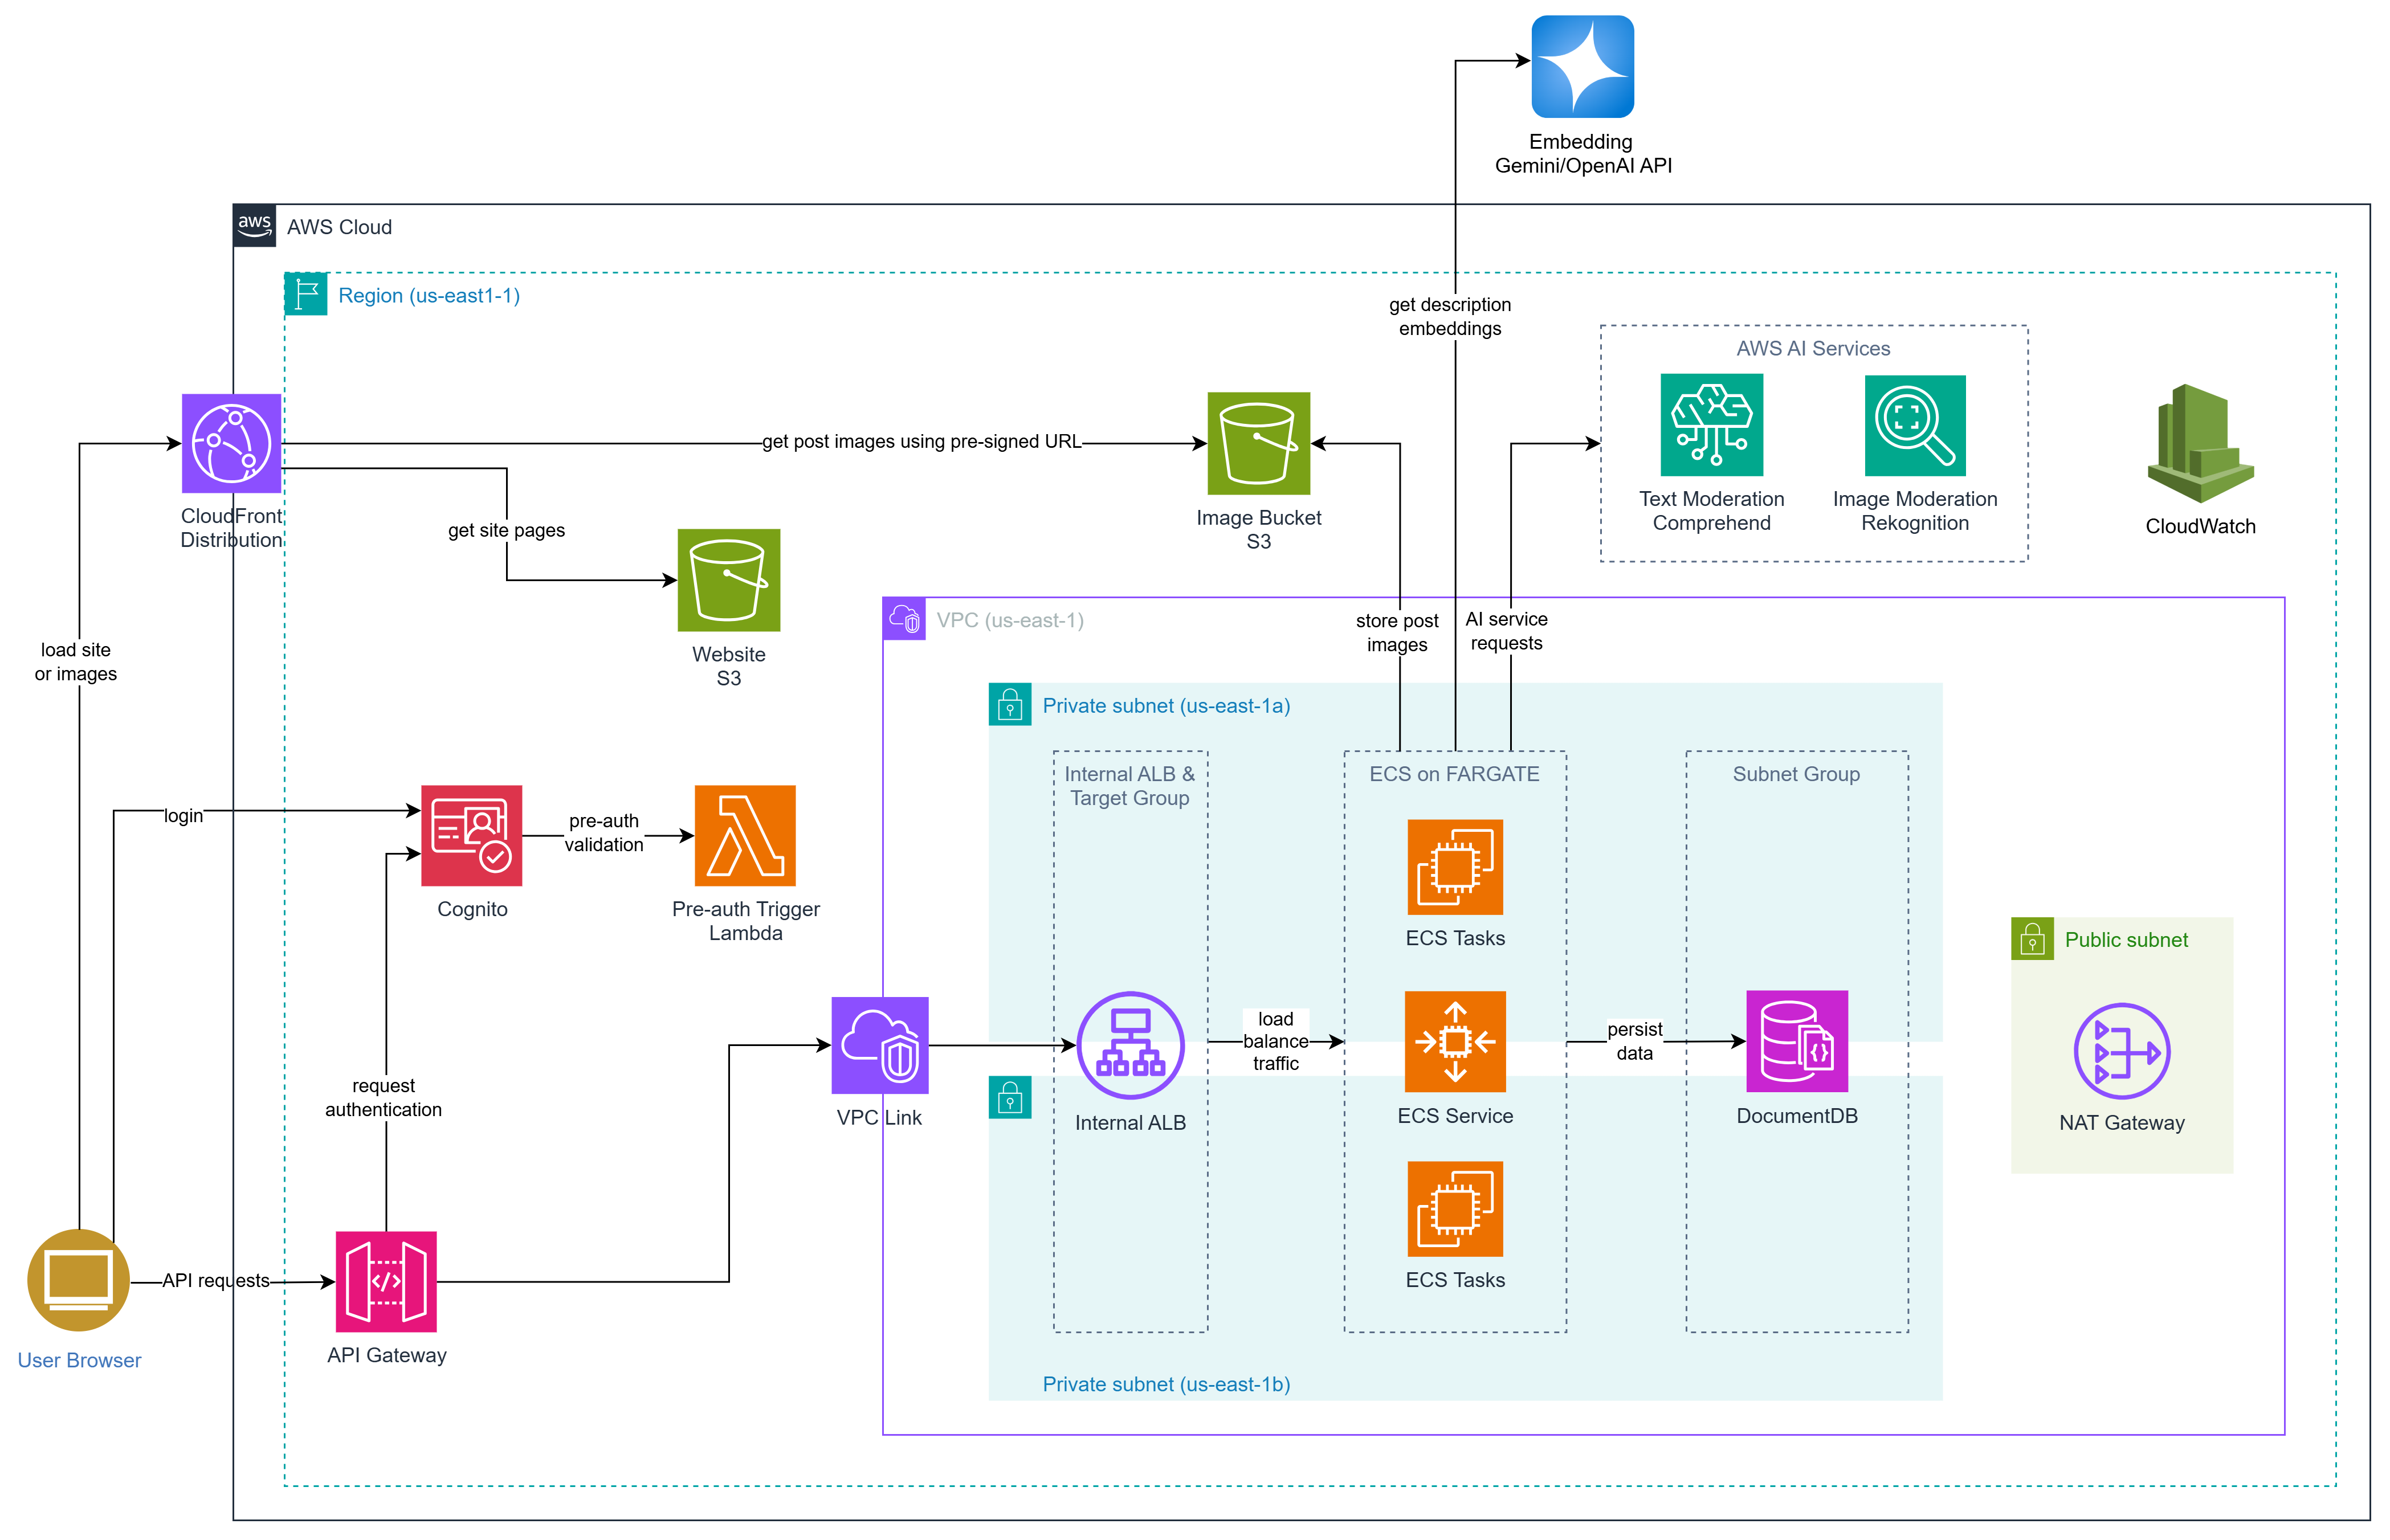 Embedding
Gemini/OpenAI API
aws
AWS Cloud
Region (us-east1-1)
get description
embeddings
AWS AI Services
Text Moderation
Comprehend
Image Moderation
Rekognition
CloudWatch
CloudFront
Distribution
get post images using pre-signed URL
Image Bucket
S3
get site pages
Website
S3
load site
or images
VPC (us-east-1)
store post
images
AI service
requests
Private subnet (us-east-1a)
Internal ALB &
Target Group
ECS on FARGATE
Subnet Group
login
Cognito
pre-auth
validation
Pre-auth Trigger
Lambda
ECS Tasks
Public subnet
NAT Gateway
request
authentication
VPC Link
Internal ALB
load
balance
traffic
ECS Service
persist
data
{}
DocumentDB
ECS Tasks
User Browser
API requests
</>
API Gateway
Private subnet (us-east-1b)